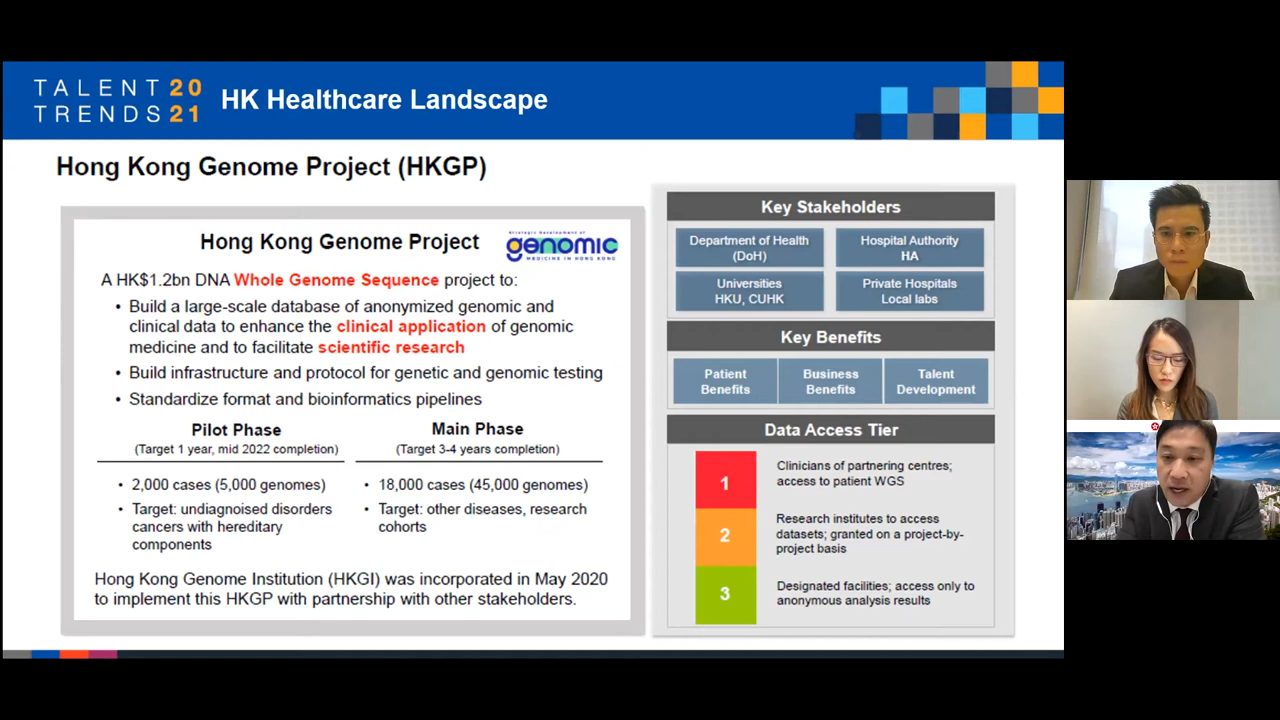 TALENT 20
TRENDS 21
HK Healthcare Landscape
Hong Kong Genome Project (HKGP)
Hong Kong Genome Project
Strategic Development of
genomic
MEDICINE IN HONG KONG
A HK$1.2bn DNA Whole Genome Sequence project to:
• Build a large-scale database of anonymized genomic and
clinical data to enhance the clinical application of genomic
medicine and to facilitate scientific research
• Build infrastructure and protocol for genetic and genomic testing
• Standardize format and bioinformatics pipelines
Pilot Phase
(Target 1 year, mid 2022 completion)
• 2,000 cases (5,000 genomes)
• Target: undiagnosed disorders
cancers with hereditary
components
Main Phase
(Target 3-4 years completion)
• 18,000 cases (45,000 genomes)
• Target: other diseases, research
cohorts
Hong Kong Genome Institution (HKGI) was incorporated in May 2020
to implement this HKGP with partnership with other stakeholders.
Key Stakeholders
Department of Health
(DoH)
Hospital Authority
HA
Universities
HKU, CUHK
Private Hospitals
Local labs
Key Benefits
Patient
Benefits
Business
Benefits
Talent
Development
Data Access Tier
1
Clinicians of partnering centres;
access to patient WGS
2
Research institutes to access
datasets; granted on a project-by-
project basis
3
Designated facilities; access only to
anonymous analysis results